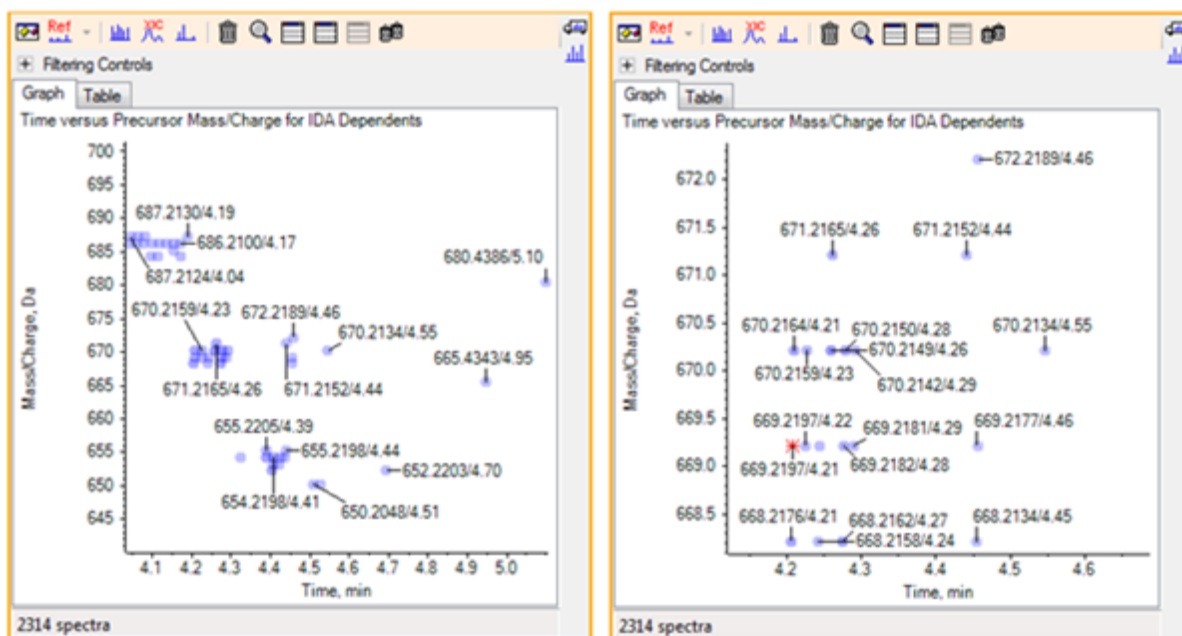 Ref
XIC
Filtering Controls
Graph
Table
Time versus Precursor Mass/Charge for IDA Dependents
Mass/Charge, Da
700
695
690
685
680
675
670
665
660
655
650
645
687.2130/4.19
686.2100/4.17
687.2124/4.04
680.4386/5.10
670.2159/4.23
672.2189/4.46
670.2134/4.55
665.4343/4.95
671.2165/4.26
671.2152/4.44
655.2205/4.39
655.2198/4.44
652.2203/4.70
654.2198/4.41
650.2048/4.51
4.1 4.2 4.3 4.4 4.5 4.6 4.7 4.8 4.9 5.0
Time, min
2314 spectra
Ref
XIC
Filtering Controls
Graph
Table
Time versus Precursor Mass/Charge for IDA Dependents
Mass/Charge, Da
672.0
671.5
671.0
670.5
670.0
669.5
669.0
668.5
672.2189/4.46
671.2165/4.26
671.2152/4.44
670.2164/4.21
670.2150/4.28
670.2134/4.55
670.2149/4.26
670.2159/4.23
670.2142/4.29
669.2197/4.22
669.2181/4.29
669.2177/4.46
669.2197/4.21
669.2182/4.28
668.2176/4.21
668.2162/4.27
668.2134/4.45
668.2158/4.24
4.2 4.3 4.4 4.5 4.6
Time, min
2314 spectra